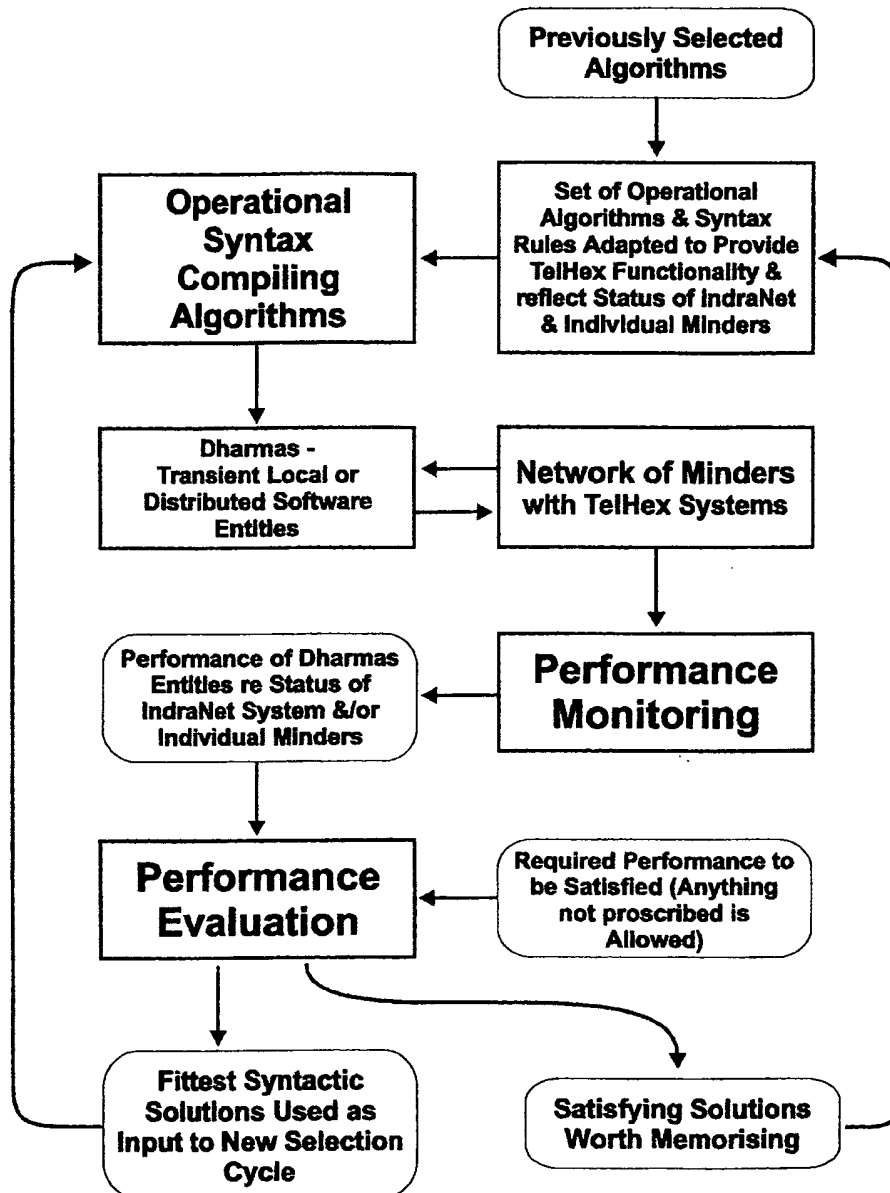 Previously Selected
Algorithms
Operational
Syntax
Compiling
Algorithms
Set of Operational
Algorithms & Syntax
Rules Adapted to Provide
TelHex Functionality &
reflect Status of IndraNet
& Individual Minders
Dharmas -
Transient Local or
Distributed Software
Entities
Network of Minders
with TelHex Systems
Performance of Dharmas
Entities re Status of
IndraNet System &/or
Individual Minders
Performance
Monitoring
Performance
Evaluation
Required Performance to
be Satisfied (Anything
not proscribed is
Allowed)
Fittest Syntactic
Solutions Used as
Input to New Selection
Cycle
Satisfying Solutions
Worth Memorising